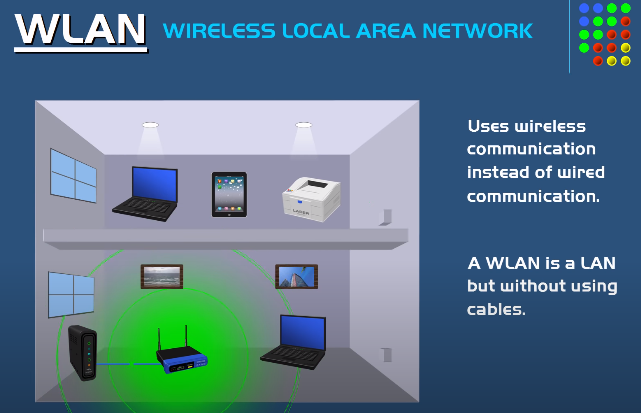 WLAN WIRELESS LOCAL AREA NETWORK
Uses wireless
communication
instead of wired
communication.
LASER
A WLAN is a LAN
but without using
cables.